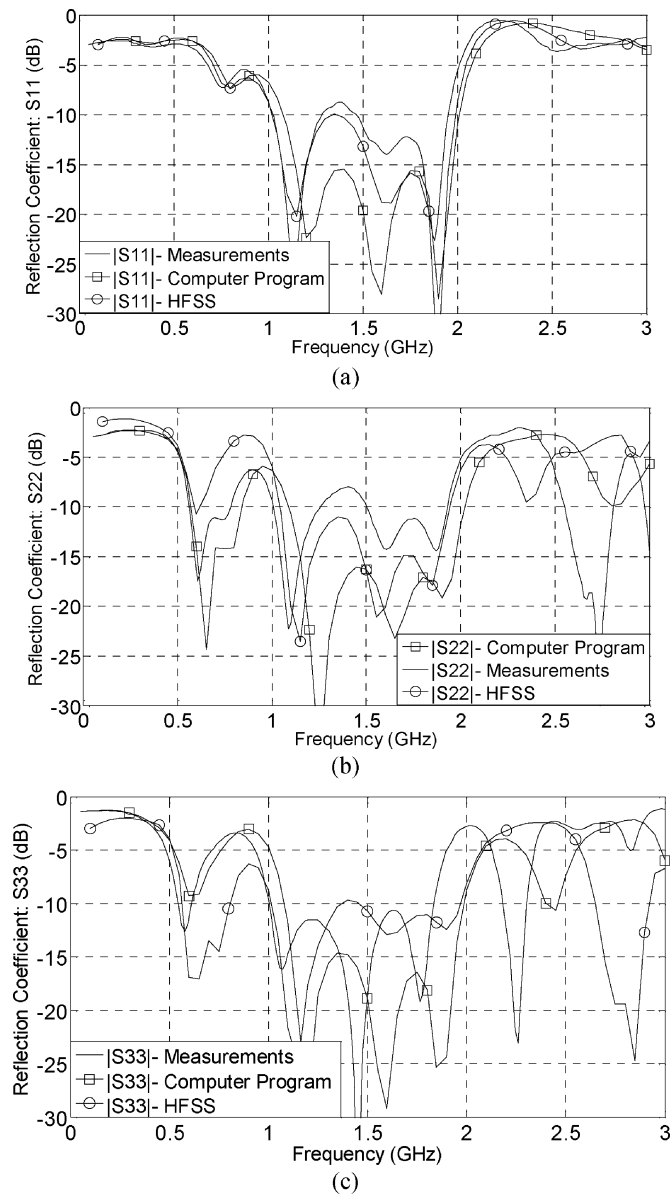 0
-5
-10
-15
-20
-25
-30
Reflection Coefficient: S11 (dB)
|S11|- Measurements
|S11|- Computer Program
|S11|- HFSS
0 0.5 1 1.5 2 2.5 3
Frequency (GHz)
(a)
0
-5
-10
-15
-20
-25
-30
Reflection Coefficient: S22 (dB)
|S22|- Computer Program
|S22|- Measurements
|S22|- HFSS
0 0.5 1 1.5 2 2.5 3
Frequency (GHz)
(b)
0
-5
-10
-15
-20
-25
-30
Reflection Coefficient: S33 (dB)
|S33|- Measurements
|S33|- Computer Program
|S33|- HFSS
0 0.5 1 1.5 2 2.5 3
Frequency (GHz)
(c)